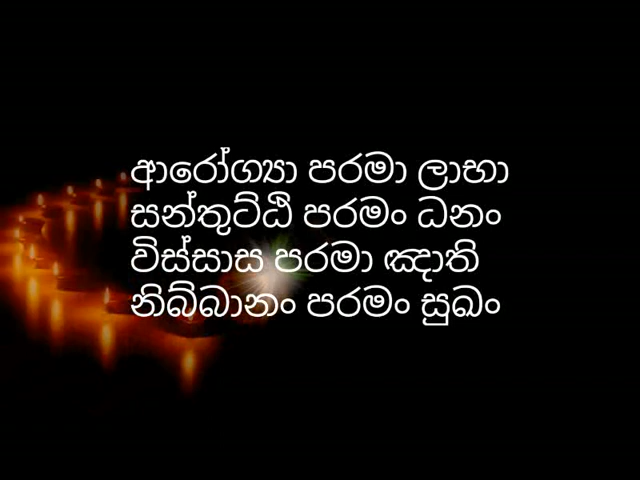 ආරෝග්‍යා පරමා ලාභා
සන්තුට්ඨි පරමං ධනං
විස්සාස පරමා ඤාති
නිබ්බානං පරමං සුඛං